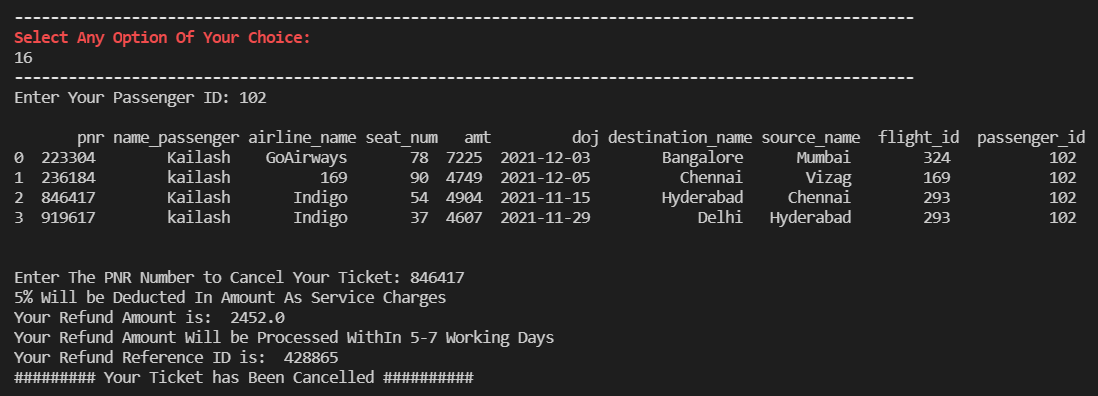 ----------------------------------------------------------------------------------------------------
Select Any Option Of Your Choice:
16
----------------------------------------------------------------------------------------------------
Enter Your Passenger ID: 102
pnr name_passenger airline_name seat_num amt doj destination_name source_name flight_id passenger_id
0 223304 Kailash GoAirways 78 7225 2021-12-03 Bangalore Mumbai 324 102
1 236184 kailash 169 90 4749 2021-12-05 Chennai Vizag 169 102
2 846417 Kailash Indigo 54 4904 2021-11-15 Hyderabad Chennai 293 102
3 919617 kailash Indigo 37 4607 2021-11-29 Delhi Hyderabad 293 102
Enter The PNR Number to Cancel Your Ticket: 846417
5% Will be Deducted In Amount As Service Charges
Your Refund Amount is:  2452.0
Your Refund Amount Will be Processed WithIn 5-7 Working Days
Your Refund Reference ID is:  428865
######### Your Ticket has Been Cancelled ##########